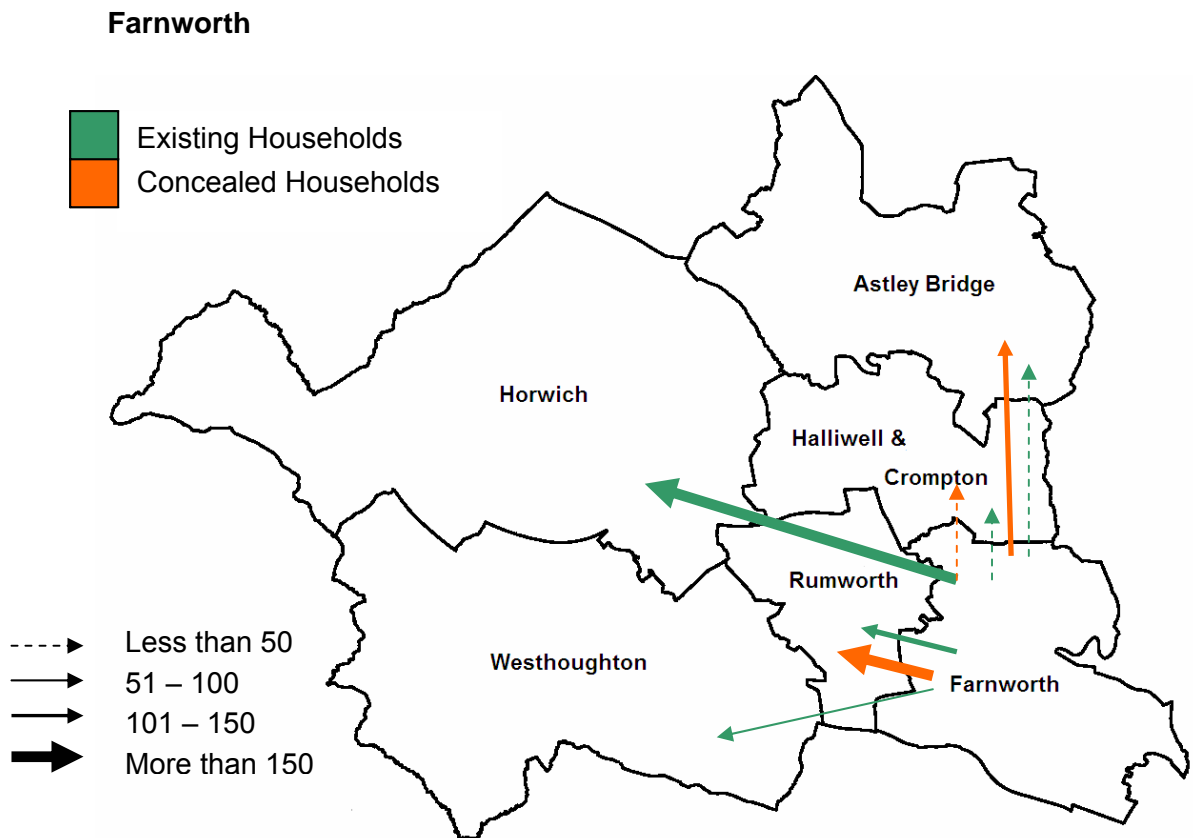 Farnworth
Existing Households
Concealed Households
Astley Bridge
Horwich
Halliwell &
Crompton
Rumworth
Westhoughton
Farnworth
Less than 50
51 – 100
101 – 150
More than 150